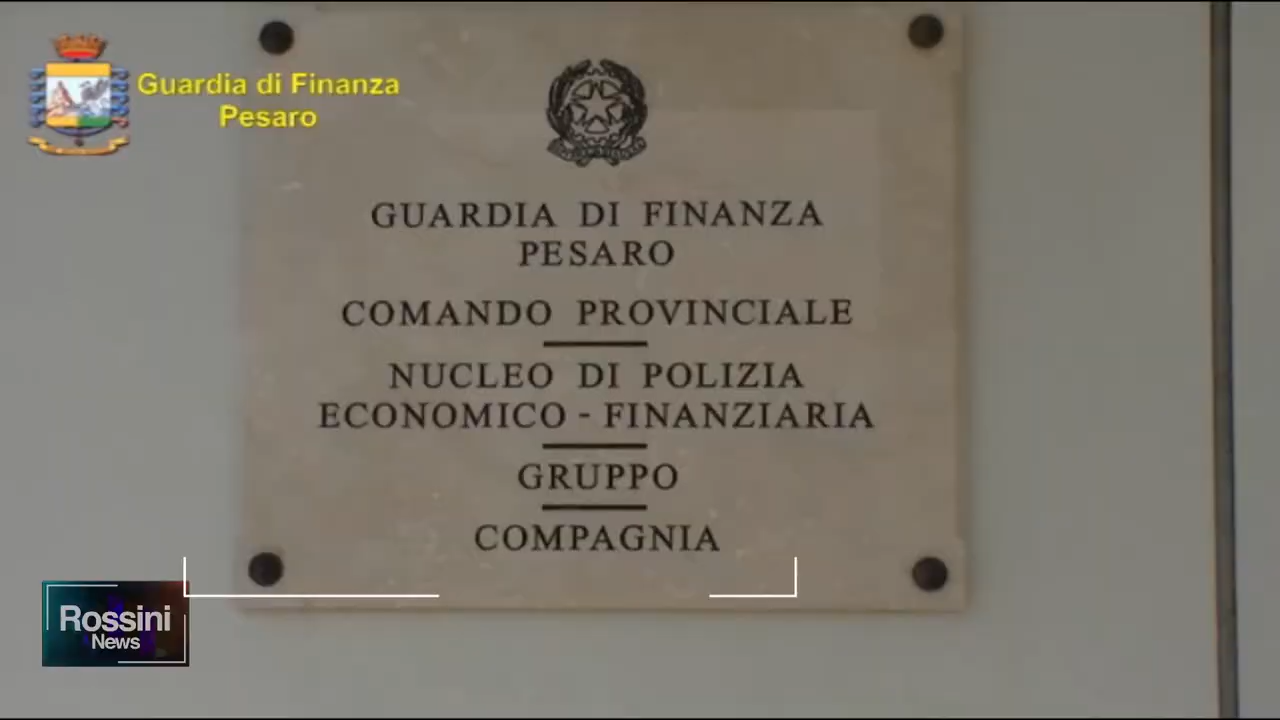 Guardia di Finanza
Pesaro
GUARDIA DI FINANZA
PESARO
COMANDO PROVINCIALE
NUCLEO DI POLIZIA
ECONOMICO - FINANZIARIA
GRUPPO
COMPAGNIA
Rossini
News